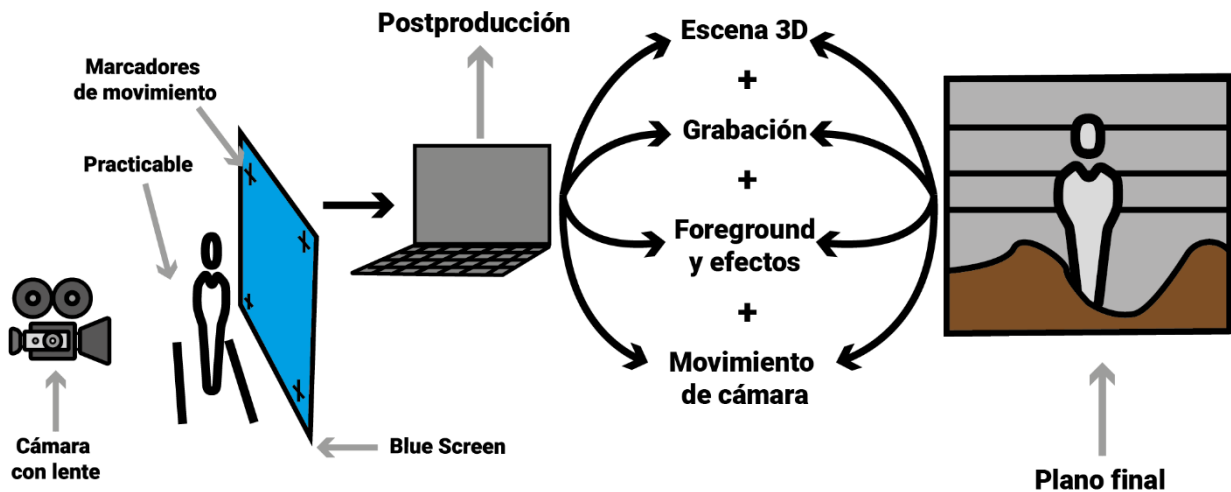 Postproducción
Marcadores
de movimiento
Practicable
Cámara
con lente
Blue Screen
Escena 3D
+
Grabación
+
Foreground
y efectos
+
Movimiento
de cámara
Plano final